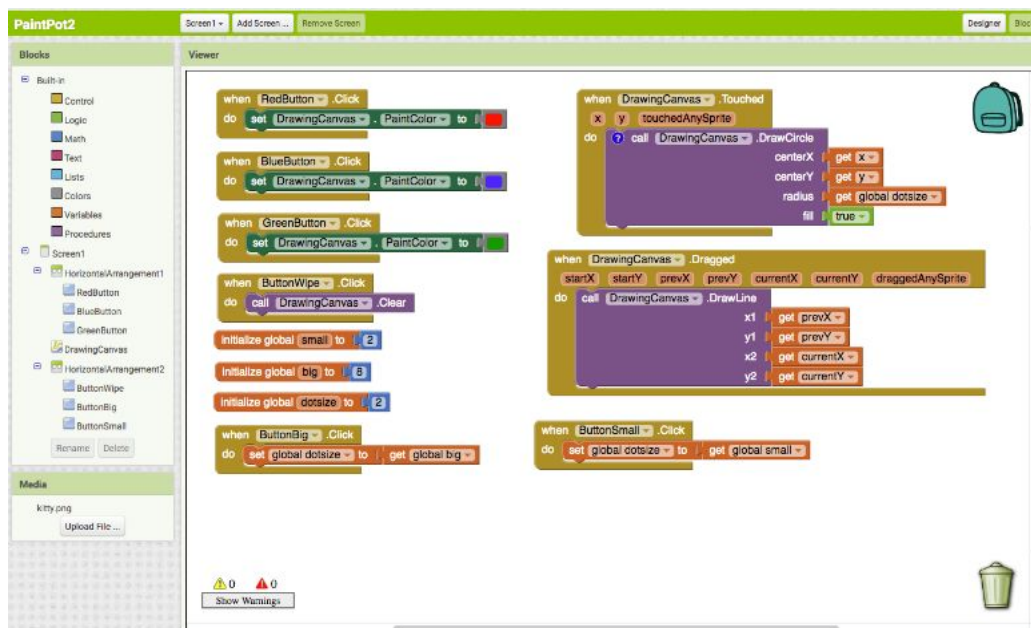 PaintPot2 Screen1 Add Screen ... Remove Screen Designer
Blocks
Built-in
Control
Logic
Math
Text
Lists
Colors
Variables
Procedures
Screen1
HorizontalArrangement1
RedButton
BlueButton
GreenButton
DrawingCanvas
HorizontalArrangement2
ButtonWipe
ButtonBig
ButtonSmall
Rename Delete
Media
kitty.png
Upload File ...
Viewer
when RedButton .Click
do set DrawingCanvas . PaintColor to
when BlueButton .Click
do set DrawingCanvas . PaintColor to
when GreenButton .Click
do set DrawingCanvas . PaintColor to
when ButtonWipe .Click
do call DrawingCanvas .Clear
initialize global small to 2
initialize global big to 8
initialize global dotsize to 2
when ButtonBig .Click
do set global dotsize to get global big
when DrawingCanvas .Touched
x y touchedAnySprite
do ? call DrawingCanvas .DrawCircle
centerX get x
centerY get y
radius get global dotsize
fill true
when DrawingCanvas .Dragged
startX startY prevX prevY currentX currentY draggedAnySprite
do call DrawingCanvas .DrawLine
x1 get prevX
y1 get prevY
x2 get currentX
y2 get currentY
when ButtonSmall .Click
do set global dotsize to get global small
0 0
Show Warnings